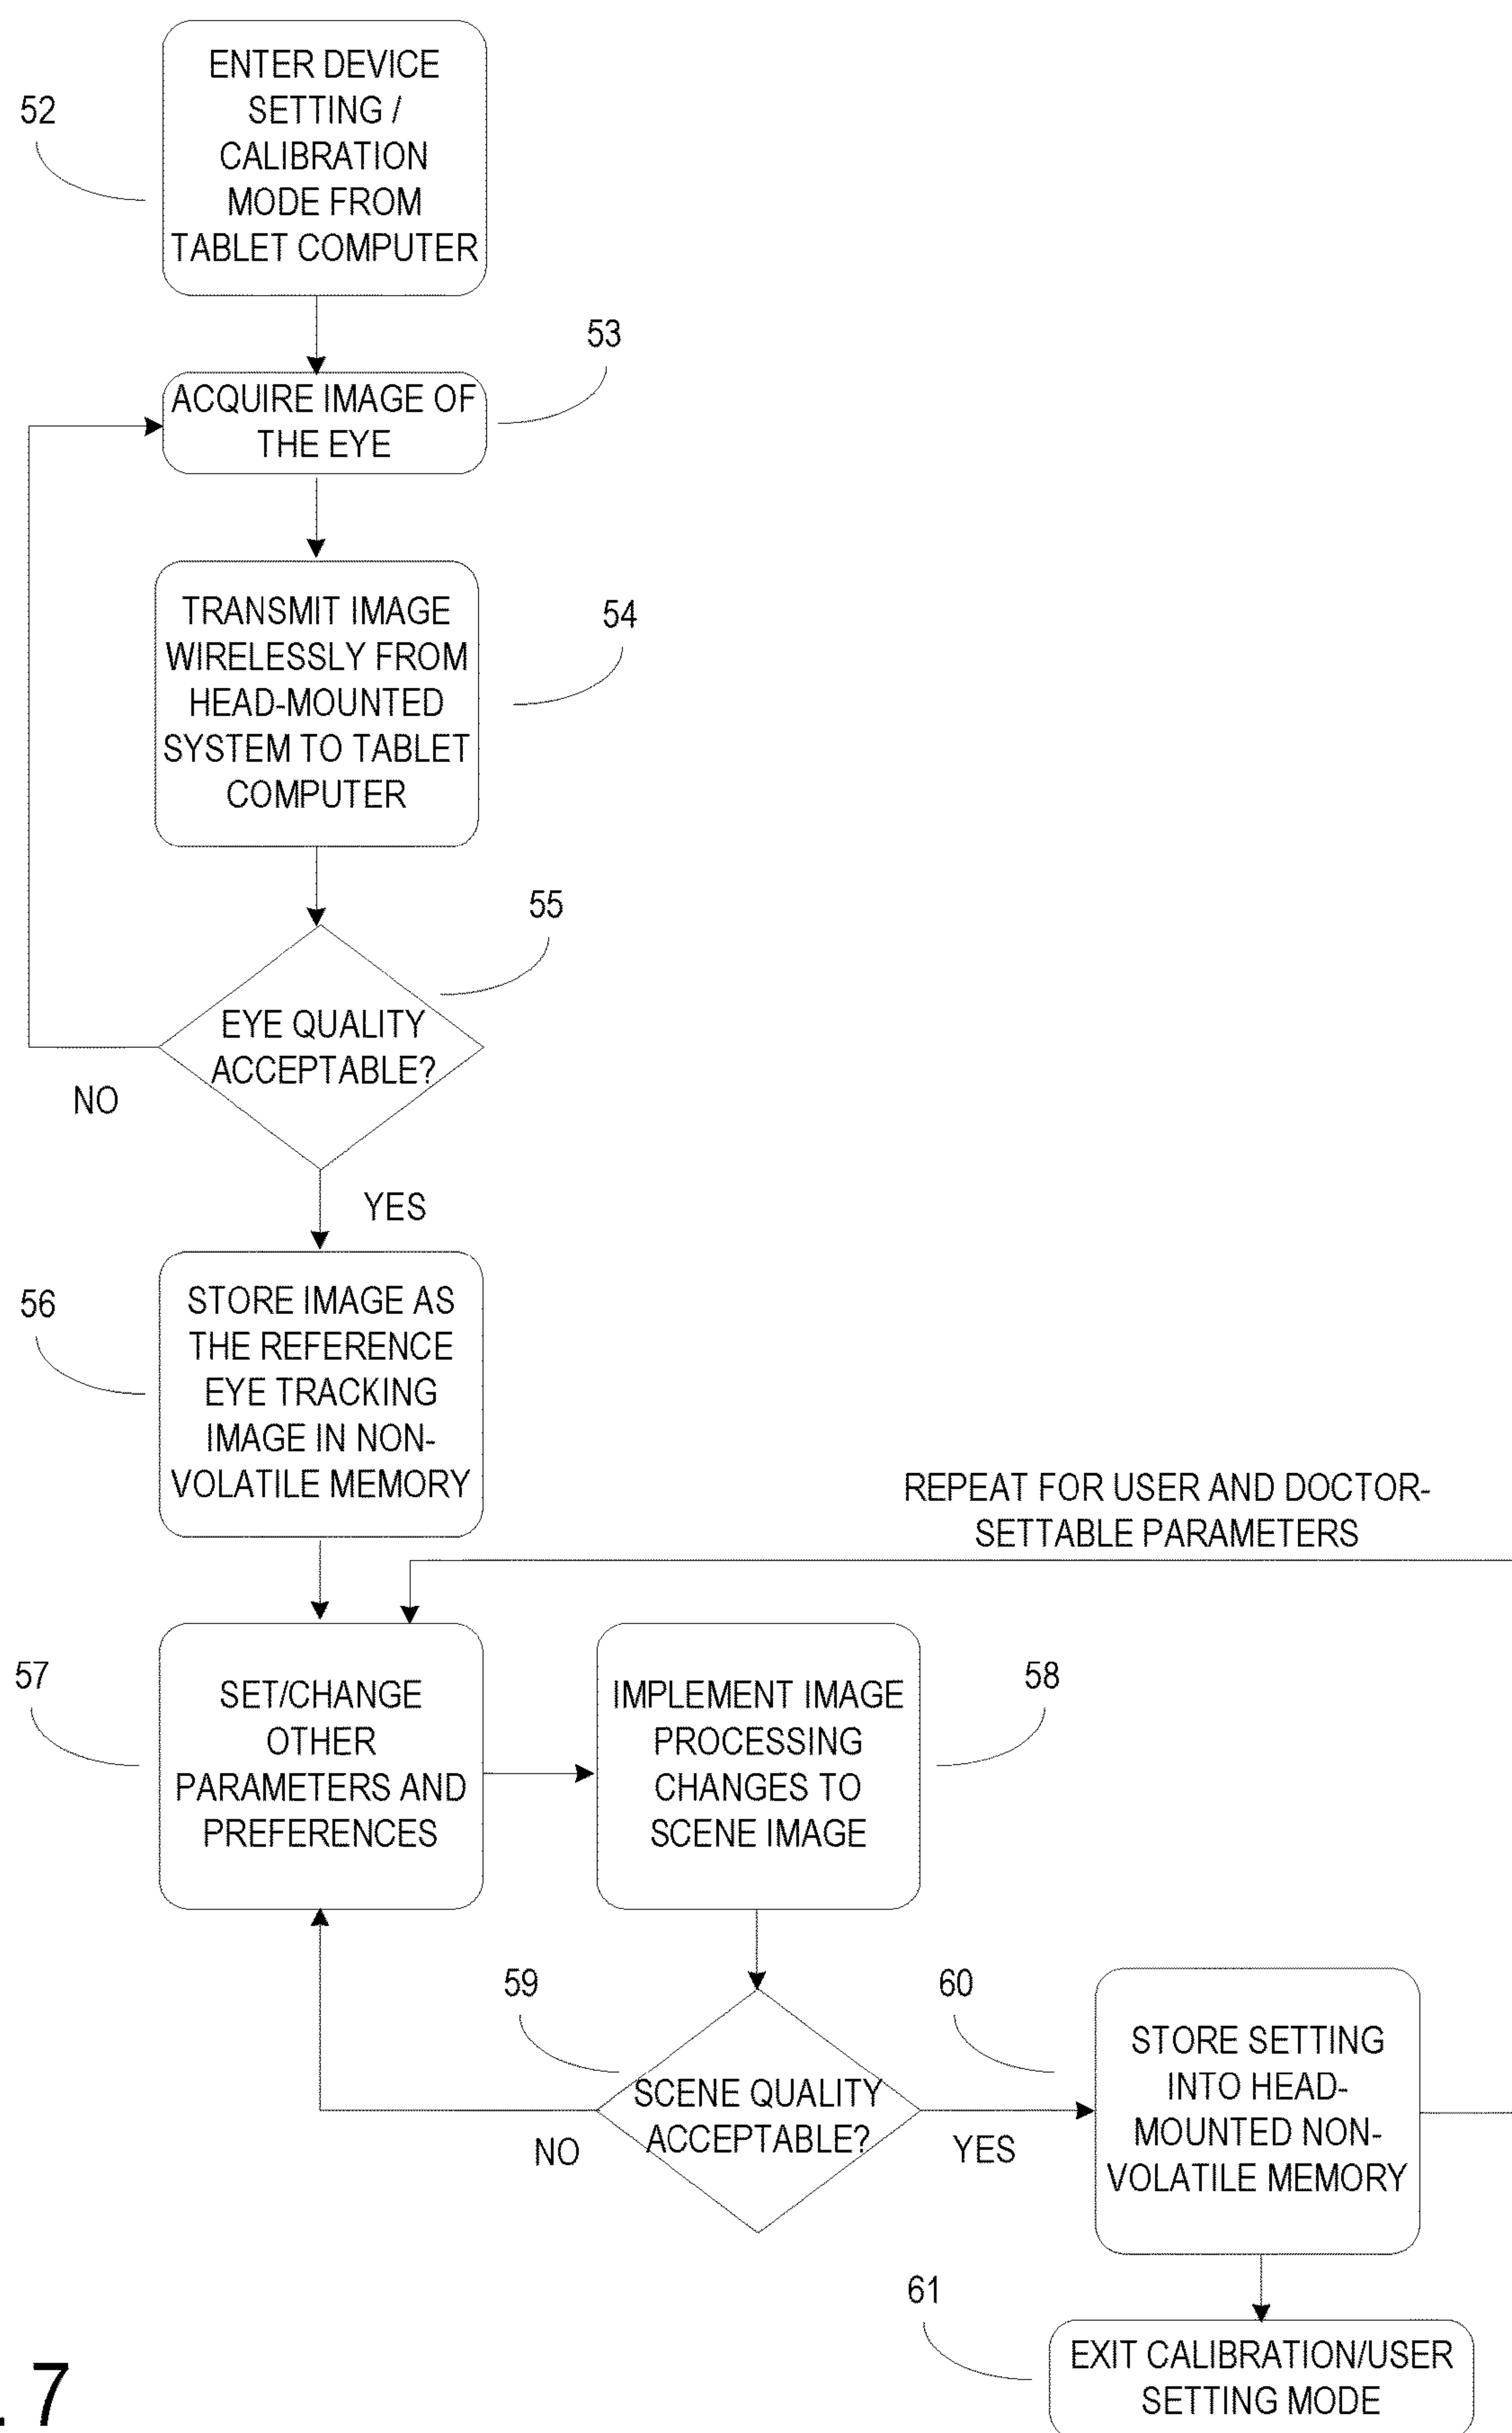 52
ENTER DEVICE
SETTING /
CALIBRATION
MODE FROM
TABLET COMPUTER
53
ACQUIRE IMAGE OF
THE EYE
54
TRANSMIT IMAGE
WIRELESSLY FROM
HEAD-MOUNTED
SYSTEM TO TABLET
COMPUTER
55
EYE QUALITY
ACCEPTABLE?
NO
YES
56
STORE IMAGE AS
THE REFERENCE
EYE TRACKING
IMAGE IN NON-
VOLATILE MEMORY
REPEAT FOR USER AND DOCTOR-
SETTABLE PARAMETERS
57
SET/CHANGE
OTHER
PARAMETERS AND
PREFERENCES
58
IMPLEMENT IMAGE
PROCESSING
CHANGES TO
SCENE IMAGE
59
SCENE QUALITY
ACCEPTABLE?
NO
YES
60
STORE SETTING
INTO HEAD-
MOUNTED NON-
VOLATILE MEMORY
61
EXIT CALIBRATION/USER
SETTING MODE
. 7